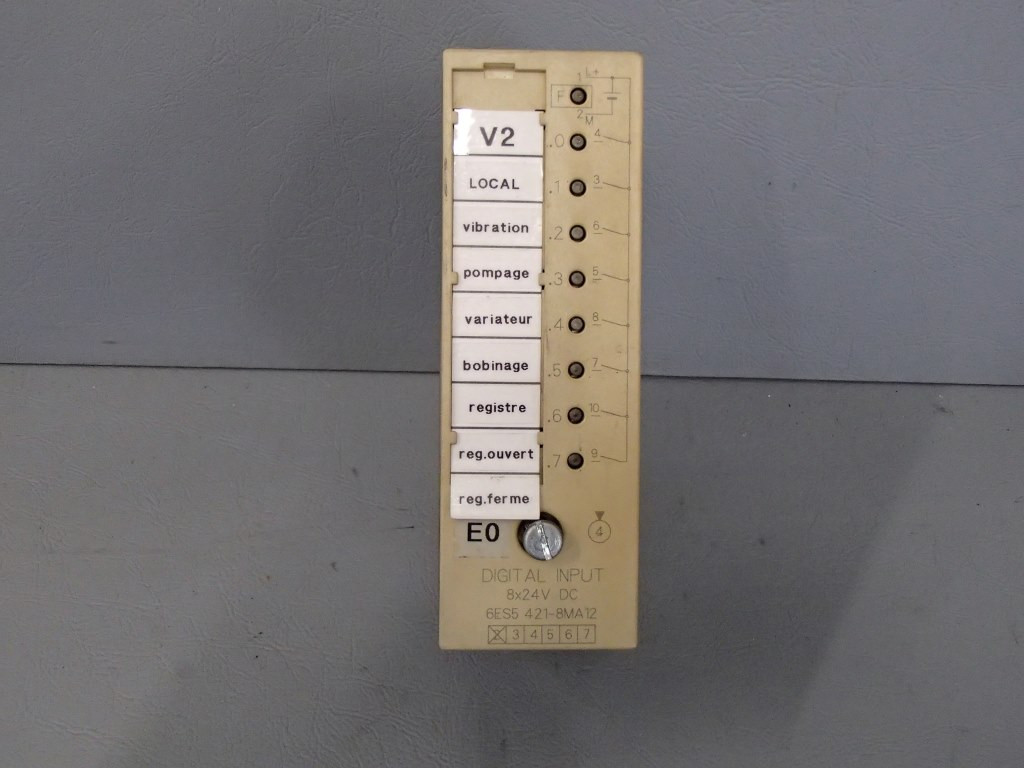 1 L+
F
2 M
V2 .0 4
LOCAL .1 3
vibration .2 6
pompage .3 5
variateur .4 8
bobinage .5 7
registre .6 10
reg.ouvert .7 9
reg.ferme
E0 4
DIGITAL INPUT
8x24V DC
6ES5 421-8MA12
2 3 4 5 6 7